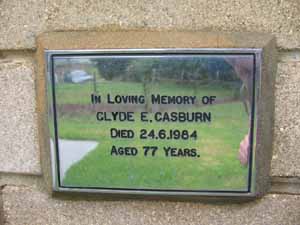 IN LOVING MEMORY OF
CLYDE E. CASBURN
DIED 24.6.1984
AGED 77 YEARS.